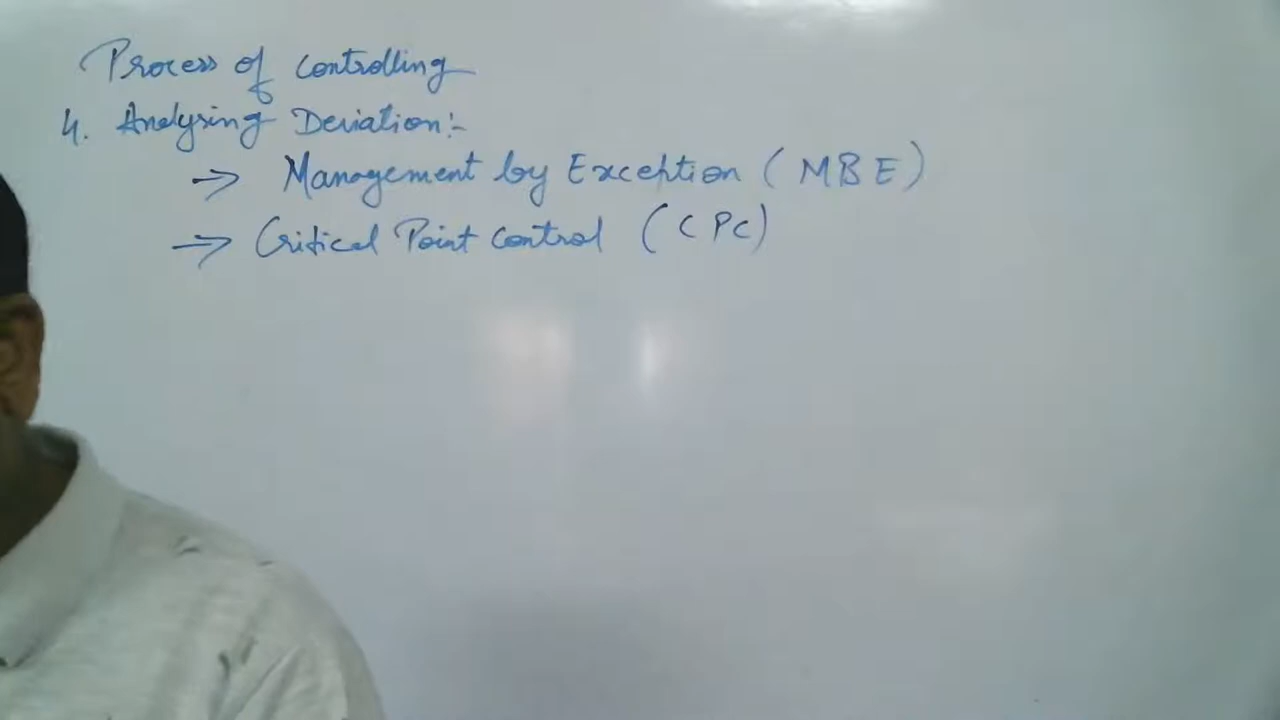 Process of controlling
4. Analysing Deviation:-
→ Management by Exception (MBE)
→ Critical Point Control (CPC)